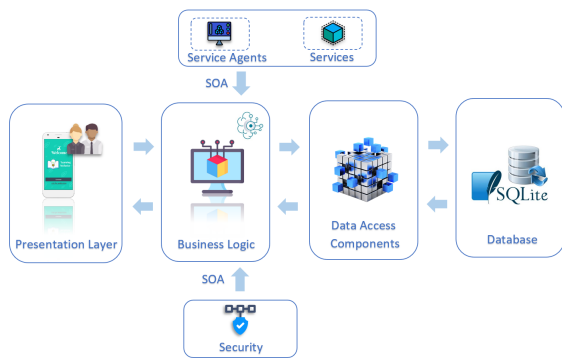 Service Agents
Services
SOA
Presentation Layer
Business Logic
Data Access
Components
SQLite
Database
SOA
Security